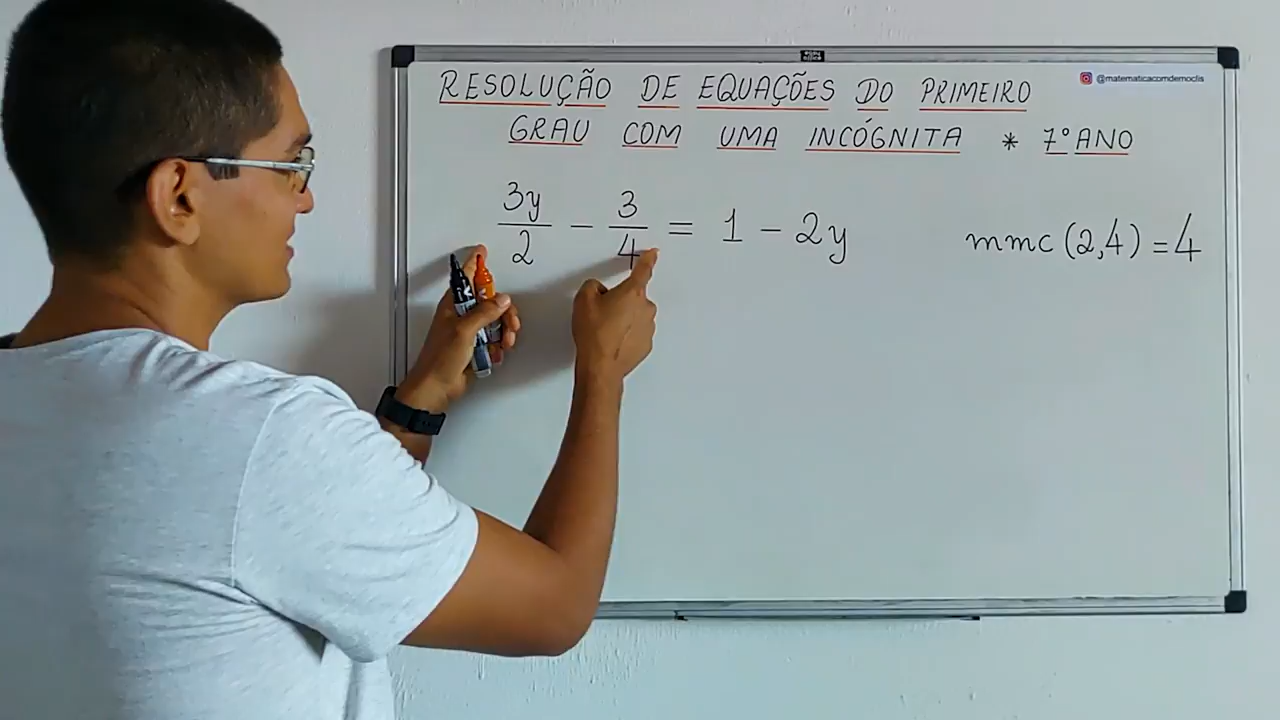 RESOLUÇÃO DE EQUAÇÕES DO PRIMEIRO
@matematicacomdemoclis
GRAU COM UMA INCÓGNITA * 7º ANO
3y/2 - 3/4 = 1 - 2y
mmc (2,4) = 4